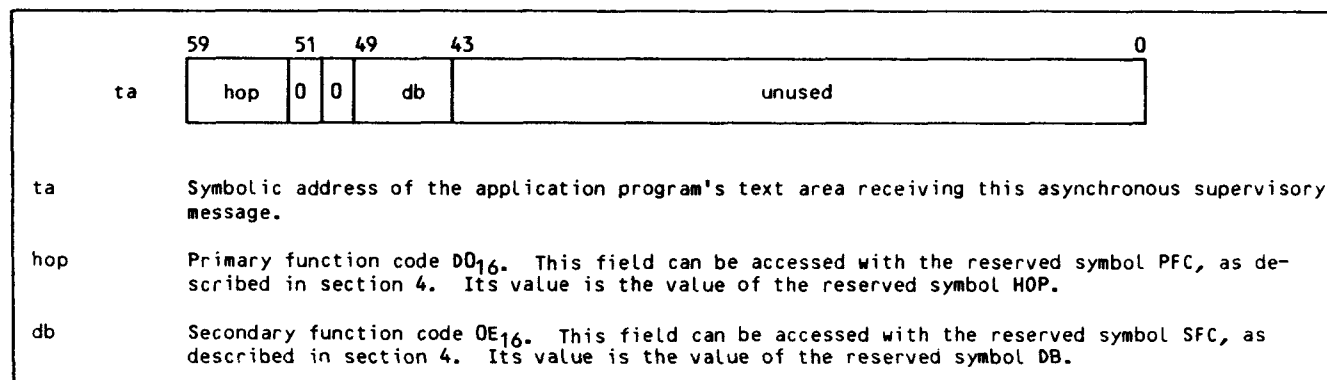 59 51 49 43 0
ta hop 0 0 db unused
ta Symbolic address of the application program's text area receiving this asynchronous supervisory
message.
hop Primary function code D0₁₆. This field can be accessed with the reserved symbol PFC, as de-
scribed in section 4. Its value is the value of the reserved symbol HOP.
db Secondary function code 0E₁₆. This field can be accessed with the reserved symbol SFC, as
described in section 4. Its value is the value of the reserved symbol DB.